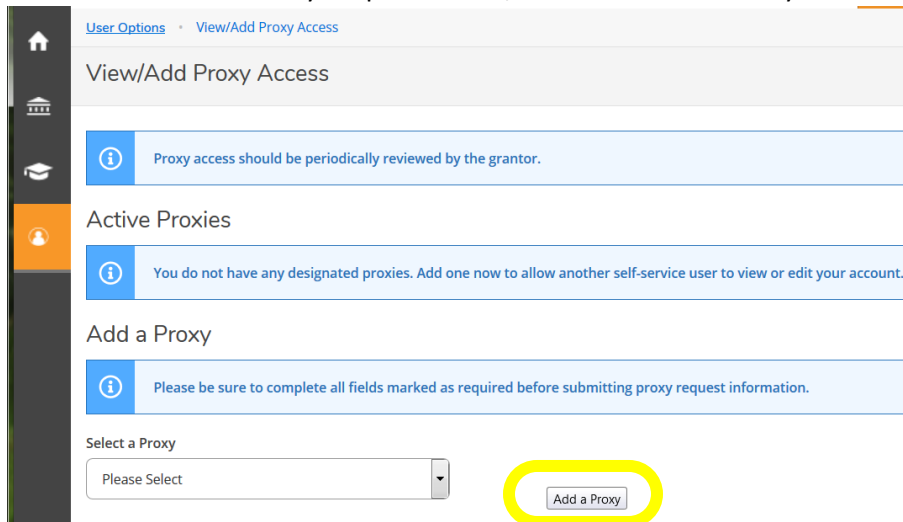 User Options • View/Add Proxy Access
View/Add Proxy Access
Proxy access should be periodically reviewed by the grantor.
Active Proxies
You do not have any designated proxies. Add one now to allow another self-service user to view or edit your account.
Add a Proxy
Please be sure to complete all fields marked as required before submitting proxy request information.
Select a Proxy
Please Select
Add a Proxy